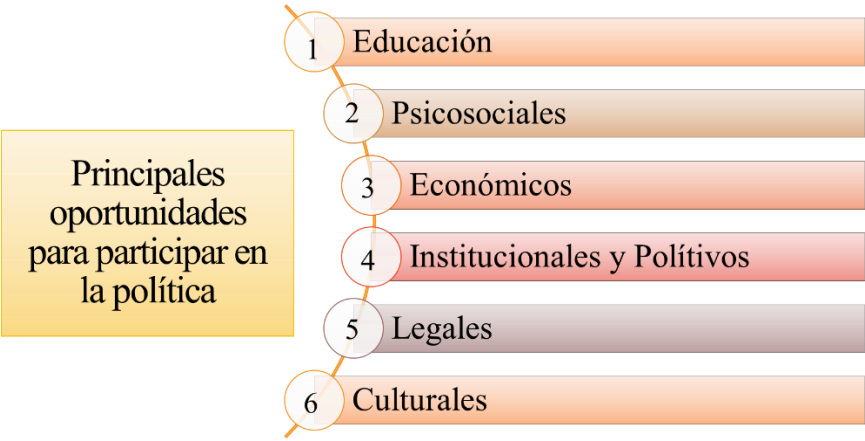 Principales
oportunidades
para participar en
la política
1 Educación
2 Psicosociales
3 Económicos
4 Institucionales y Polítivos
5 Legales
6 Culturales